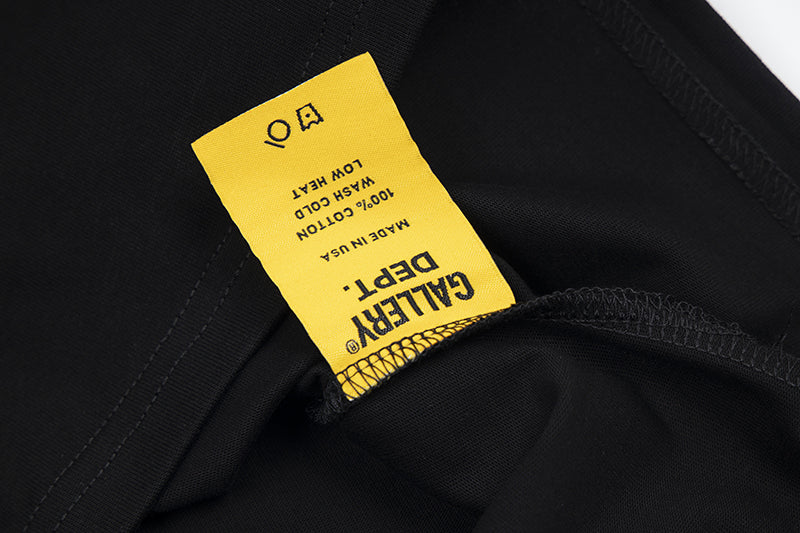 GALLERY®
DEPT.
MADE IN USA
100% COTTON
WASH COLD
LOW HEAT